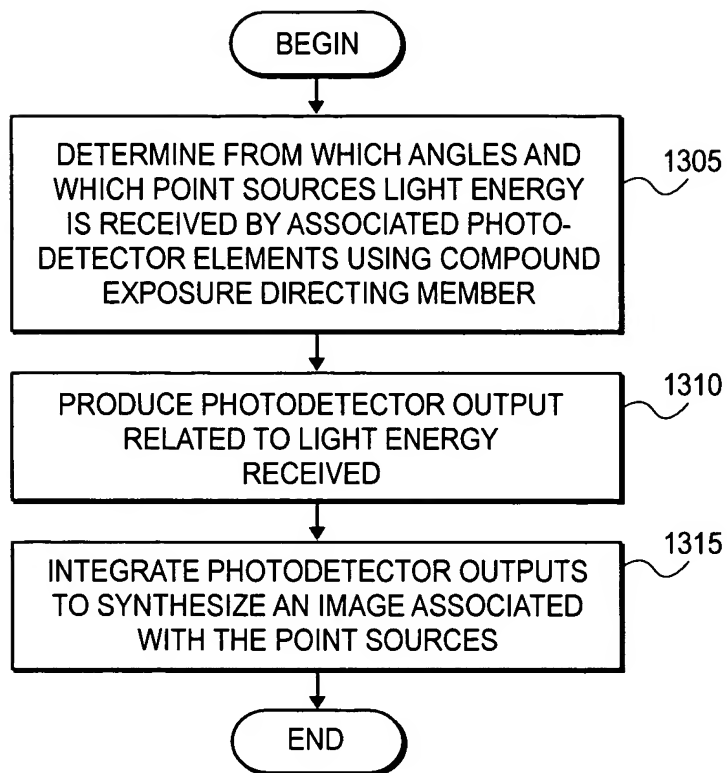 BEGIN
DETERMINE FROM WHICH ANGLES AND
WHICH POINT SOURCES LIGHT ENERGY
IS RECEIVED BY ASSOCIATED PHOTO-
DETECTOR ELEMENTS USING COMPOUND
EXPOSURE DIRECTING MEMBER
1305
PRODUCE PHOTODETECTOR OUTPUT
RELATED TO LIGHT ENERGY
RECEIVED.
1310
INTEGRATE PHOTODETECTOR OUTPUTS
TO SYNTHESIZE AN IMAGE ASSOCIATED
WITH THE POINT SOURCES.
1315
END